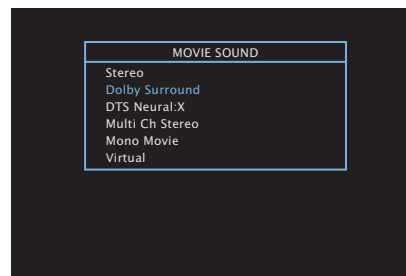 MOVIE SOUND
Stereo
Dolby Surround
DTS Neural:X
Multi Ch Stereo
Mono Movie
Virtual